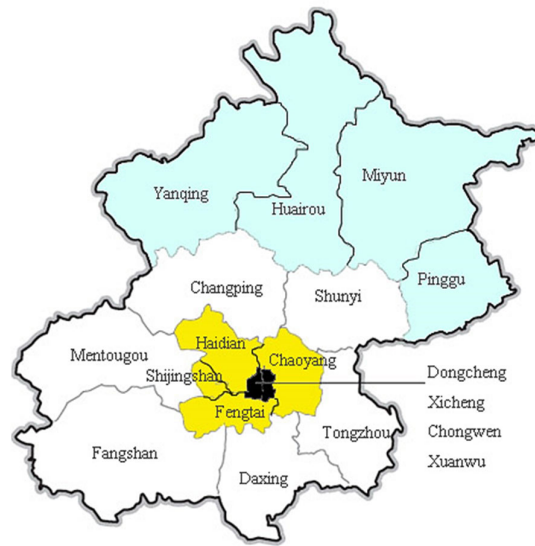 Miyun
Yanqing
Huairou
Pinggu
Changping
Shunyi
Haidian
Mentougou
Chaoyang
Shijingshan
Dongcheng
Xicheng
Fengtai
Tongzhou
Chongwen
Fangshan
Xuanwu
Daxing